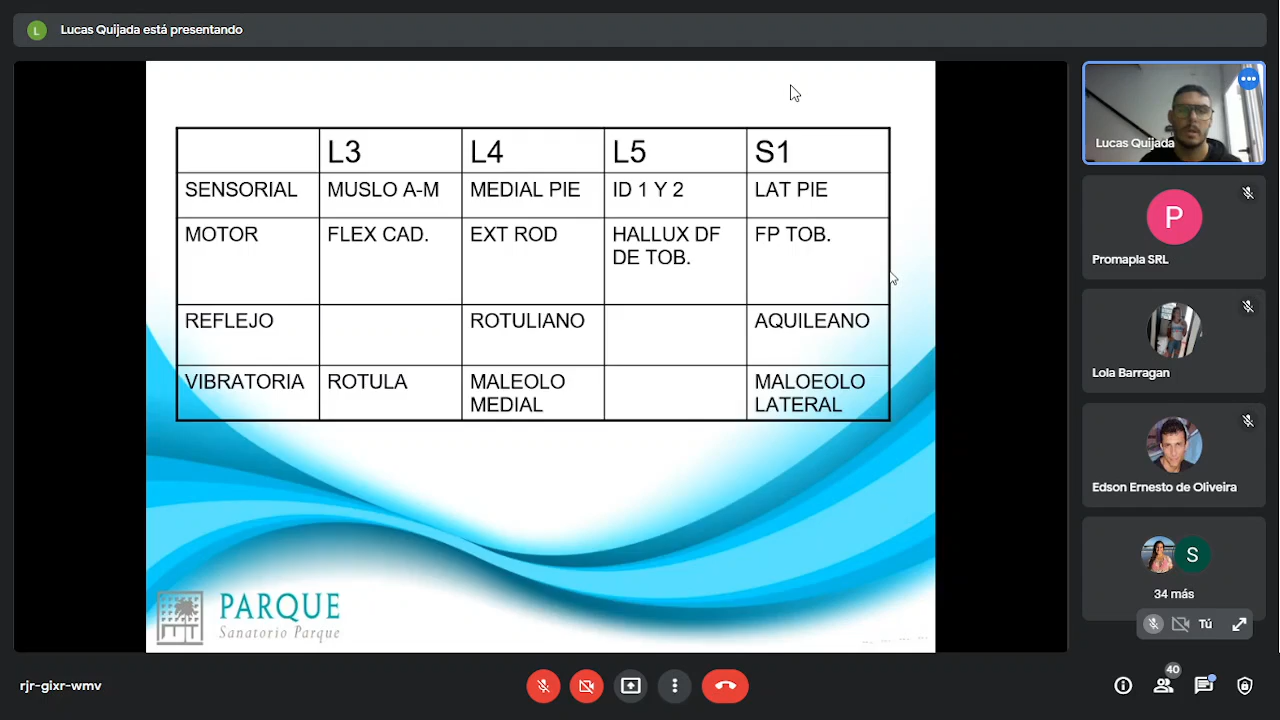 Lucas Quijada está presentando
L
L3 L4 L5 S1
SENSORIAL MUSLO A-M MEDIAL PIE ID 1 Y 2 LAT PIE
MOTOR FLEX CAD. EXT ROD HALLUX DF FP TOB.
DE TOB.
REFLEJO ROTULIANO AQUILEANO
VIBRATORIA ROTULA MALEOLO MALOEOLO
MEDIAL LATERAL
PARQUE
Sanatorio Parque
Lucas Quijada
P
Promapla SRL
Lola Barragan
Edson Ernesto de Oliveira
S
34 más
Tú
rjr-gixr-wmv
40